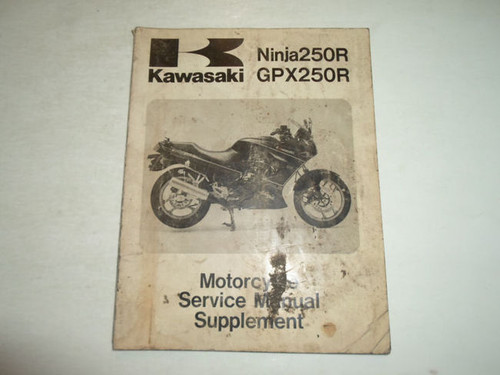 Kawasaki
Ninja250R
GPX250R
Motorcycle
Service Manual
Supplement